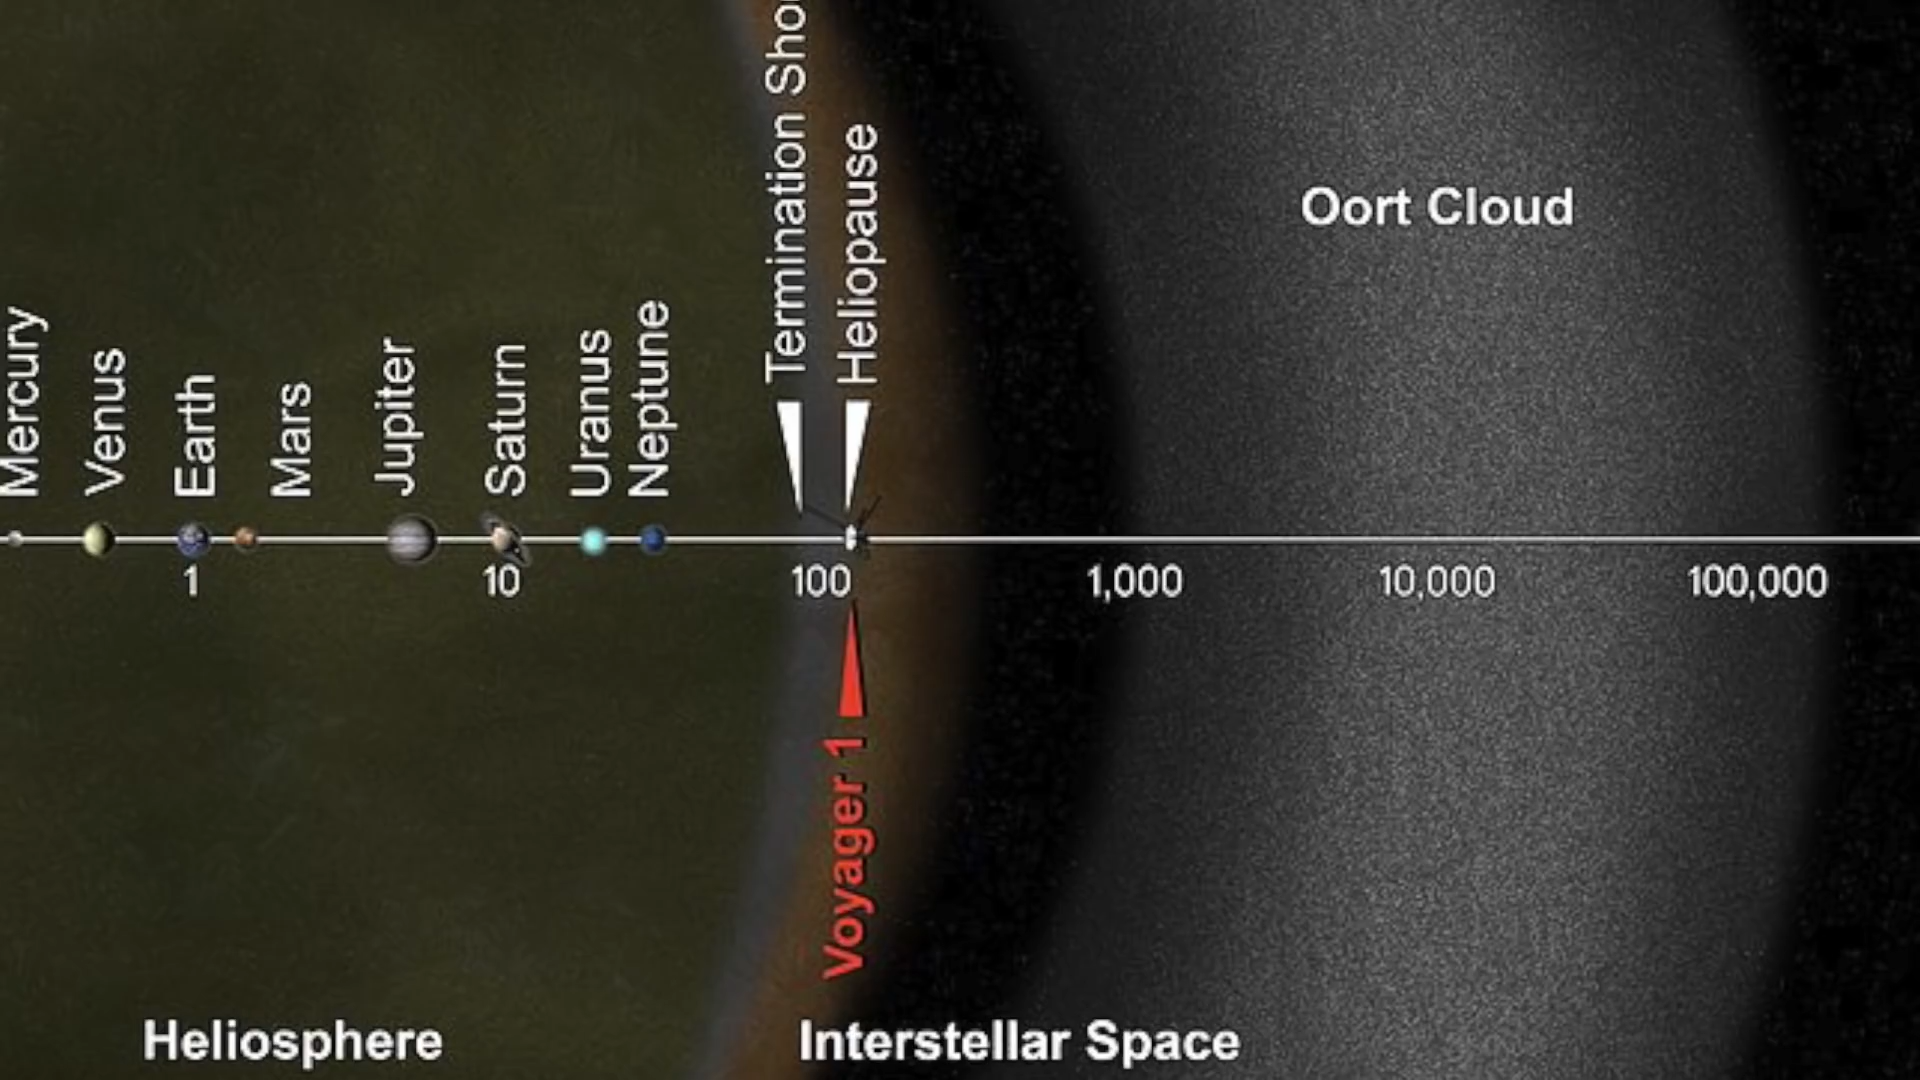 Mercury
Venus
Earth
Mars
Jupiter
Saturn
Uranus
Neptune
Termination Sho
Heliopause
Oort Cloud
1
10
100
1,000
10,000
100,000
Voyager 1
Heliosphere
Interstellar Space